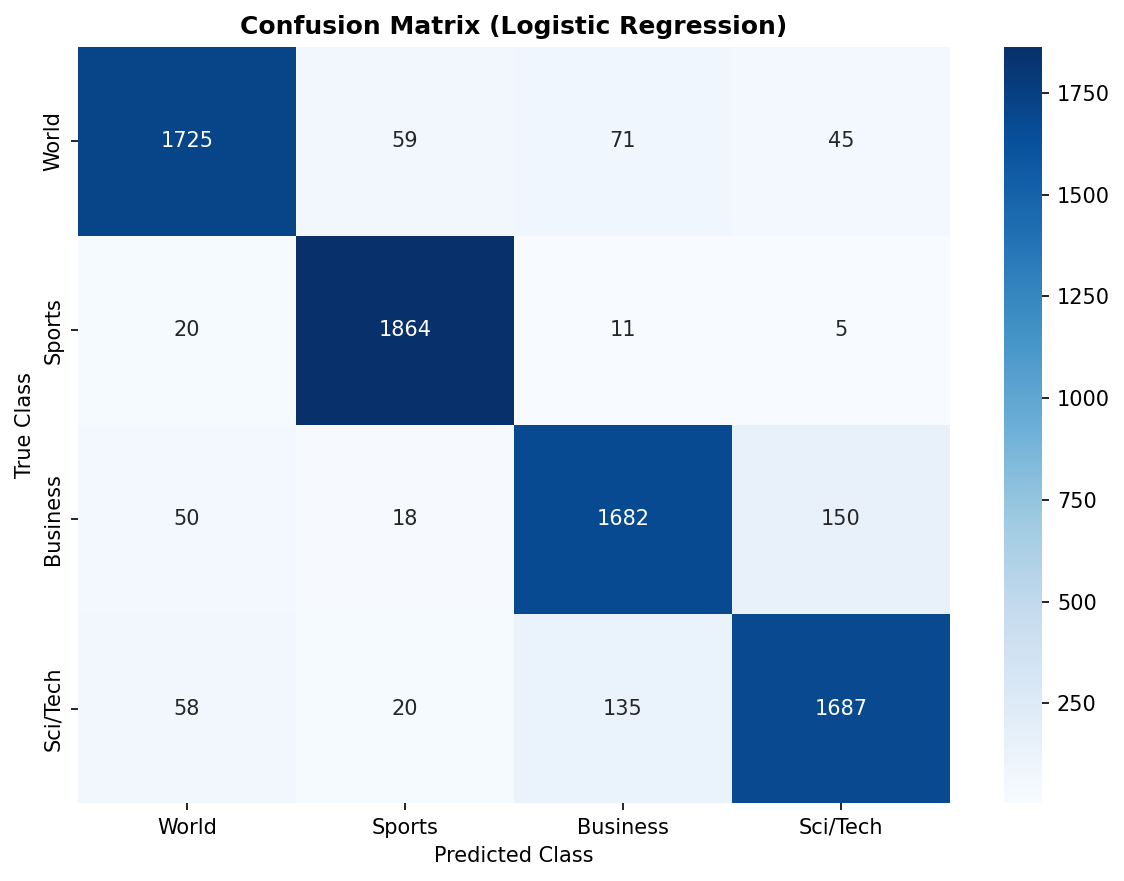 Confusion Matrix (Logistic Regression)
True Class
World
1725 59 71 45
Sports
20 1864 11 5
Business
50 18 1682 150
Sci/Tech
58 20 135 1687
World Sports Business Sci/Tech
Predicted Class
1750
1500
1250
1000
750
500
250